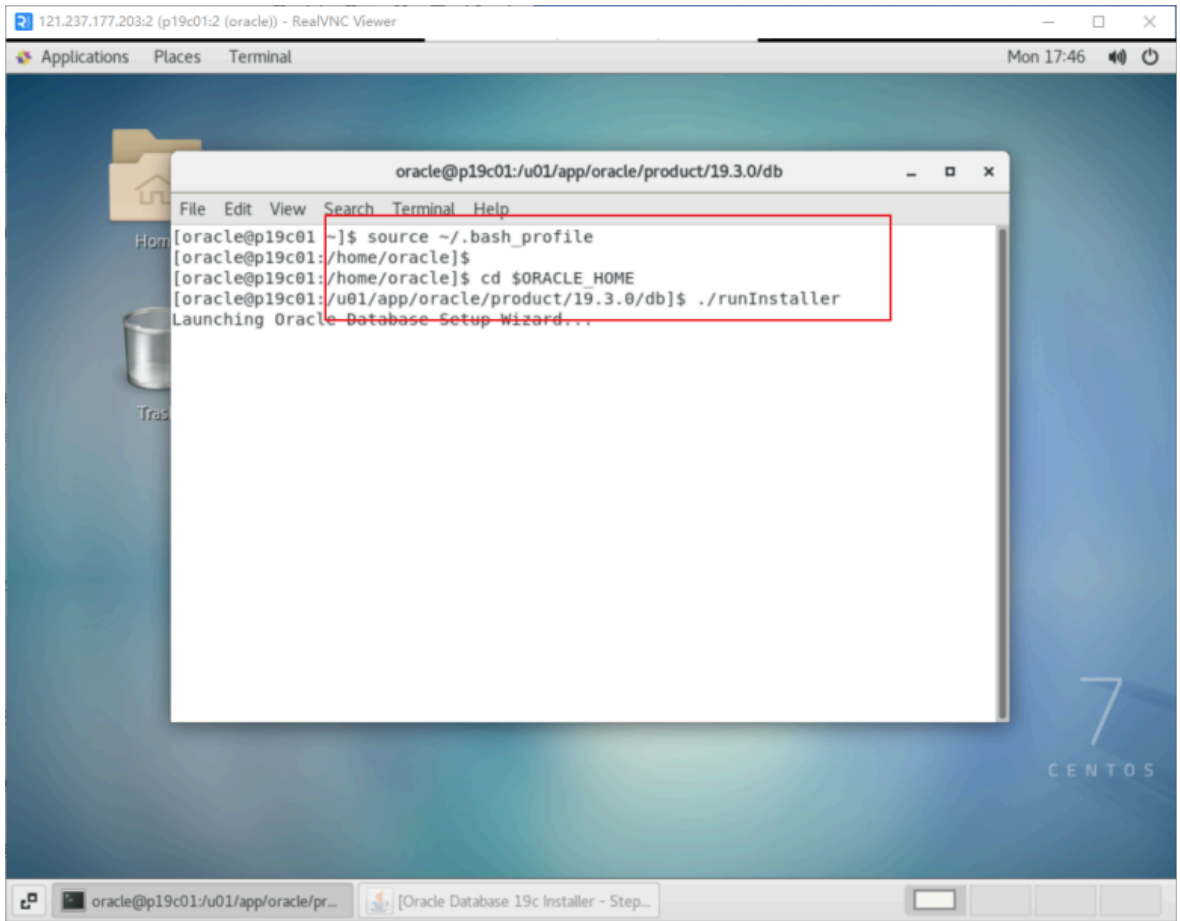 121.237.177.203:2 (p19c01:2 (oracle)) - RealVNC Viewer
Applications Places Terminal Mon 17:46
oracle@p19c01:/u01/app/oracle/product/19.3.0/db
File Edit View Search Terminal Help
Hom
[oracle@p19c01 ~]$ source ~/.bash_profile
[oracle@p19c01:/home/oracle]$
[oracle@p19c01:/home/oracle]$ cd $ORACLE_HOME
[oracle@p19c01:/u01/app/oracle/product/19.3.0/db]$ ./runInstaller
Launching Oracle Database Setup Wizard...
Tras
7
CENTOS
oracle@p19c01:/u01/app/oracle/pr... [Oracle Database 19c Installer - Step...